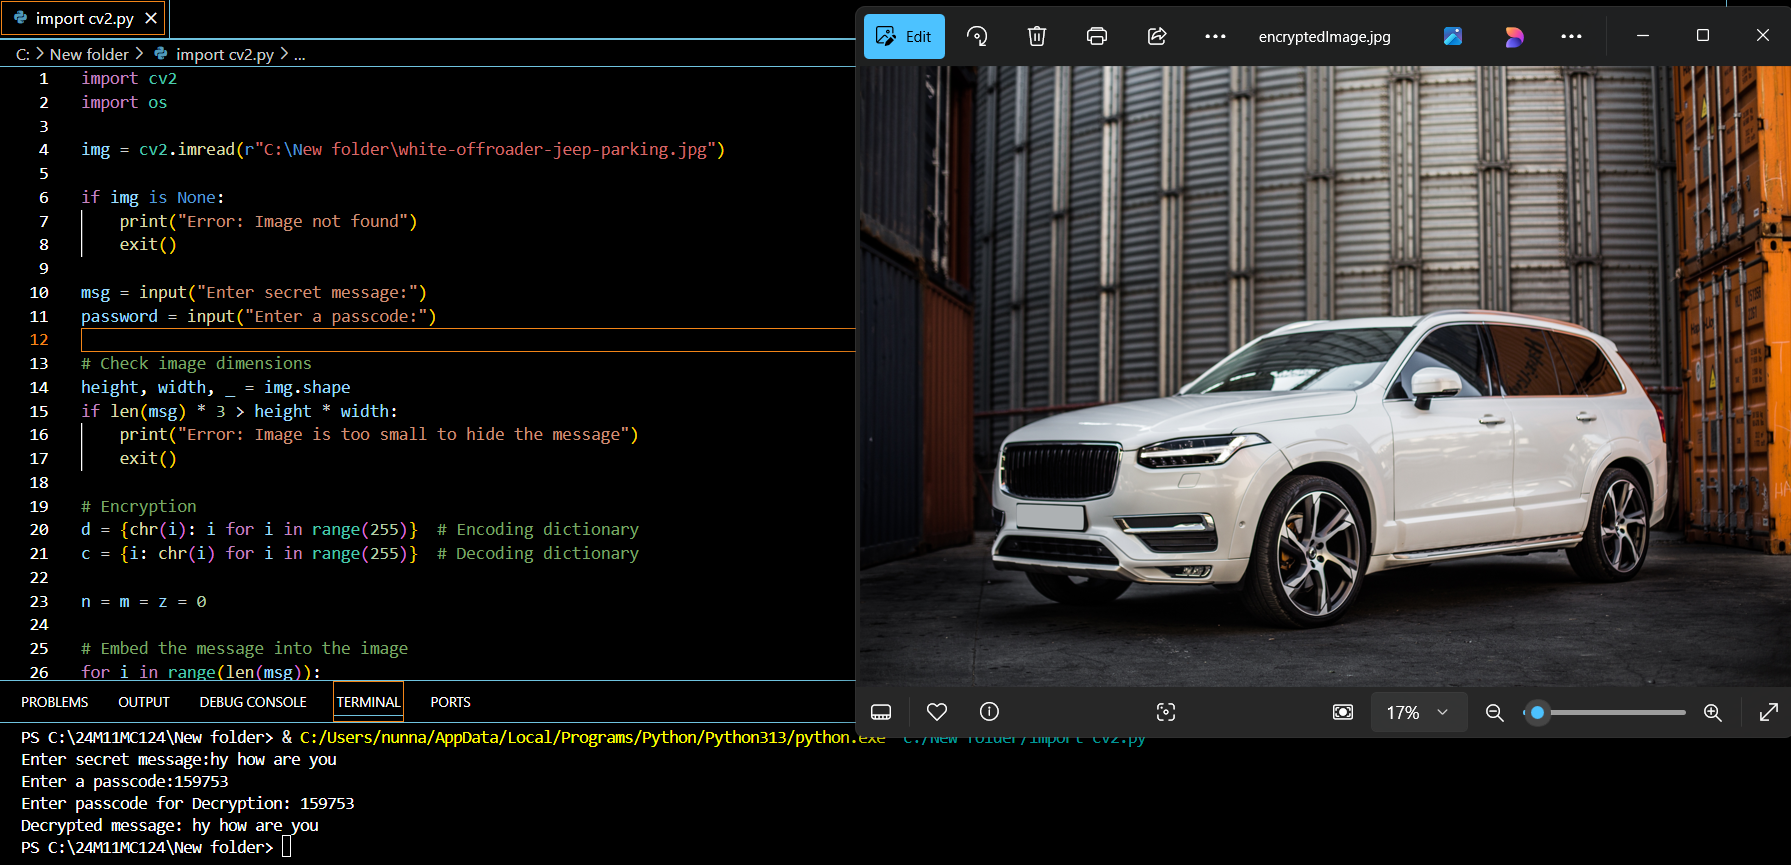 import cv2.py
C: > New folder > import cv2.py > ...
1 import cv2
2 import os
3
4 img = cv2.imread(r"C:\New folder\white-offroader-jeep-parking.jpg")
5
6 if img is None:
7 print("Error: Image not found")
8 exit()
9
10 msg = input("Enter secret message:")
11 password = input("Enter a passcode:")
12
13 # Check image dimensions
14 height, width, _ = img.shape
15 if len(msg) * 3 > height * width:
16 print("Error: Image is too small to hide the message")
17 exit()
18
19 # Encryption
20 d = {chr(i): i for i in range(255)} # Encoding dictionary
21 c = {i: chr(i) for i in range(255)} # Decoding dictionary
22
23 n = m = z = 0
24
25 # Embed the message into the image
26 for i in range(len(msg)):
Edit encryptedImage.jpg
17%
PROBLEMS OUTPUT DEBUG CONSOLE TERMINAL PORTS
PS C:\24M11MC124\New folder> & C:/Users/nunna/AppData/Local/Programs/Python/Python313/python.exe "c:/New folder/import cv2.py
Enter secret message:hy how are you
Enter a passcode:159753
Enter passcode for Decryption: 159753
Decrypted message: hy how are you
PS C:\24M11MC124\New folder>